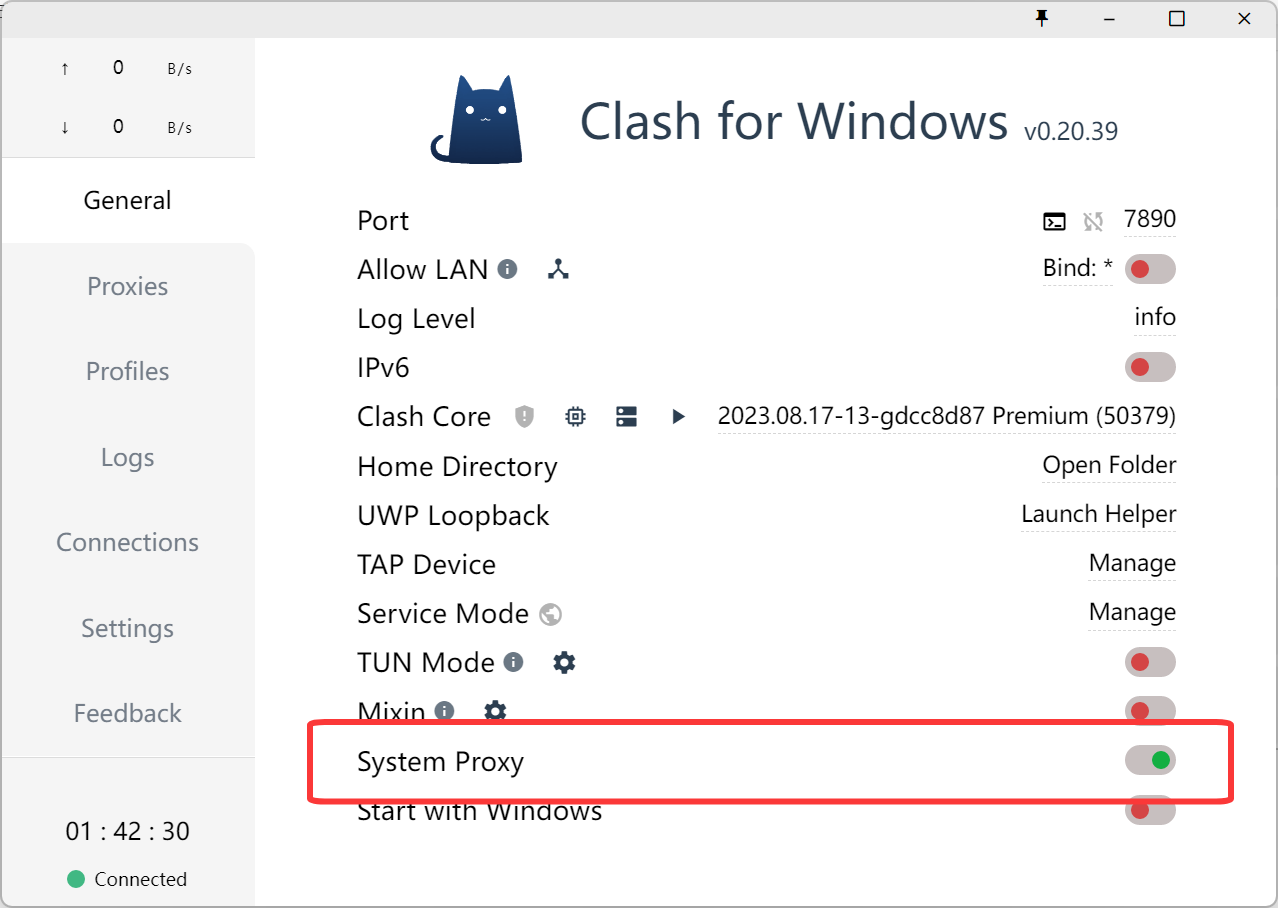 ↑ 0 B/s
↓ 0 B/s
General
Proxies
Profiles
Logs
Connections
Settings
Feedback
01 : 42 : 30
Connected
Clash for Windows v0.20.39
Port 7890
Allow LAN Bind: *
Log Level info
IPv6
Clash Core 2023.08.17-13-gdcc8d87 Premium (50379)
Home Directory Open Folder
UWP Loopback Launch Helper
TAP Device Manage
Service Mode Manage
TUN Mode
Mixin
System Proxy
Start with Windows